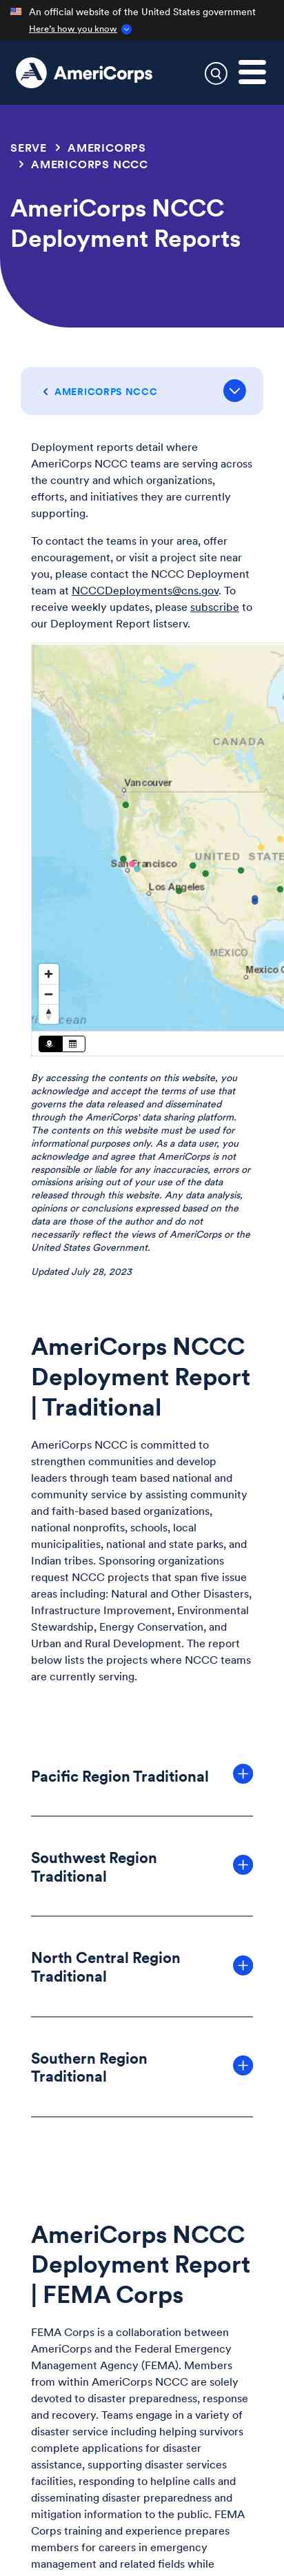 An official website of the United States government
Here's how you know
AmeriCorps
SERVE > AMERICORPS
> AMERICORPS NCCC
AmeriCorps NCCC
Deployment Reports
< AMERICORPS NCCC
Deployment reports detail where
AmeriCorps NCCC teams are serving across
the country and which organizations,
efforts, and initiatives they are currently
supporting.
To contact the teams in your area, offer
encouragement, or visit a project site near
you, please contact the NCCC Deployment
team at NCCCDeployments@cns.gov. To
receive weekly updates, please subscribe to
our Deployment Report listserv.
CANADA
Vancouver
San Francisco
UNITED STATE
Los Angeles
MÉXICO
Mexico C
ocean
By accessing the contents on this website, you
acknowledge and accept the terms of use that
governs the data released and disseminated
through the AmeriCorps' data sharing platform.
The contents on this website must be used for
informational purposes only. As a data user, you
acknowledge and agree that AmeriCorps is not
responsible or liable for any inaccuracies, errors or
omissions arising out of your use of the data
released through this website. Any data analysis,
opinions or conclusions expressed based on the
data are those of the author and do not
necessarily reflect the views of AmeriCorps or the
United States Government.
Updated July 28, 2023
AmeriCorps NCCC
Deployment Report
| Traditional
AmeriCorps NCCC is committed to
strengthen communities and develop
leaders through team based national and
community service by assisting community
and faith-based based organizations,
national nonprofits, schools, local
municipalities, national and state parks, and
Indian tribes. Sponsoring organizations
request NCCC projects that span five issue
areas including: Natural and Other Disasters,
Infrastructure Improvement, Environmental
Stewardship, Energy Conservation, and
Urban and Rural Development. The report
below lists the projects where NCCC teams
are currently serving.
Pacific Region Traditional
Southwest Region
Traditional
North Central Region
Traditional
Southern Region
Traditional
AmeriCorps NCCC
Deployment Report
| FEMA Corps
FEMA Corps is a collaboration between
AmeriCorps and the Federal Emergency
Management Agency (FEMA). Members
from within AmeriCorps NCCC are solely
devoted to disaster preparedness, response
and recovery. Teams engage in a variety of
disaster service including helping survivors
complete applications for disaster
assistance, supporting disaster services
facilities, responding to helpline calls and
disseminating disaster preparedness and
mitigation information to the public. FEMA
Corps training and experience prepares
members for careers in emergency
management and related fields while